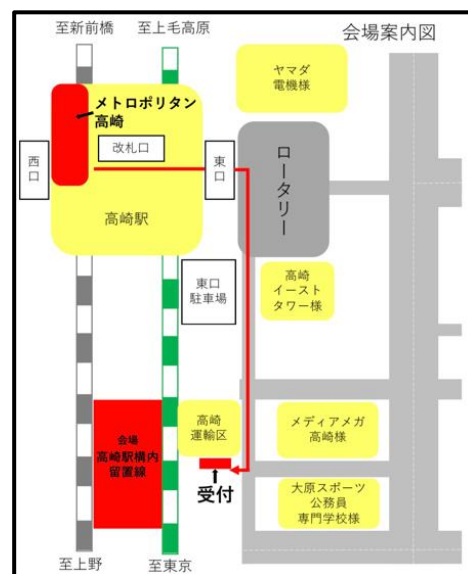 至新前橋
至上毛高原
会場案内図
ヤマダ
電機様
メトロポリタン
高崎
改札口
西口
東口
ロータリー
高崎駅
東口
駐車場
高崎
イースト
タワー様
会場
高崎駅構内
留置線
高崎
運輸区
メディアメガ
高崎様
受付
大原スポーツ
公務員
専門学校様
至上野
至東京